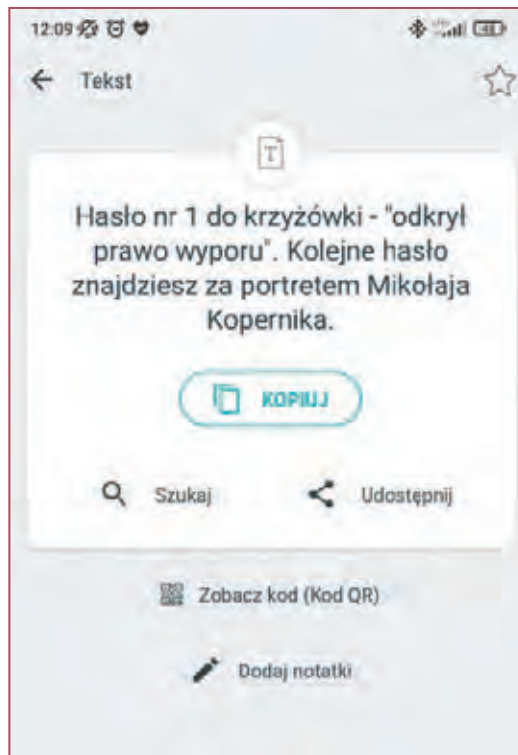 12:09
Tekst
T
Hasło nr 1 do krzyżówki - "odkrył
prawo wyporu". Kolejne hasło
znajdziesz za portretem Mikołaja
Kopernika.
KOPIUJ
Szukaj
Udostępnij
Zobacz kod (Kod QR)
Dodaj notatki